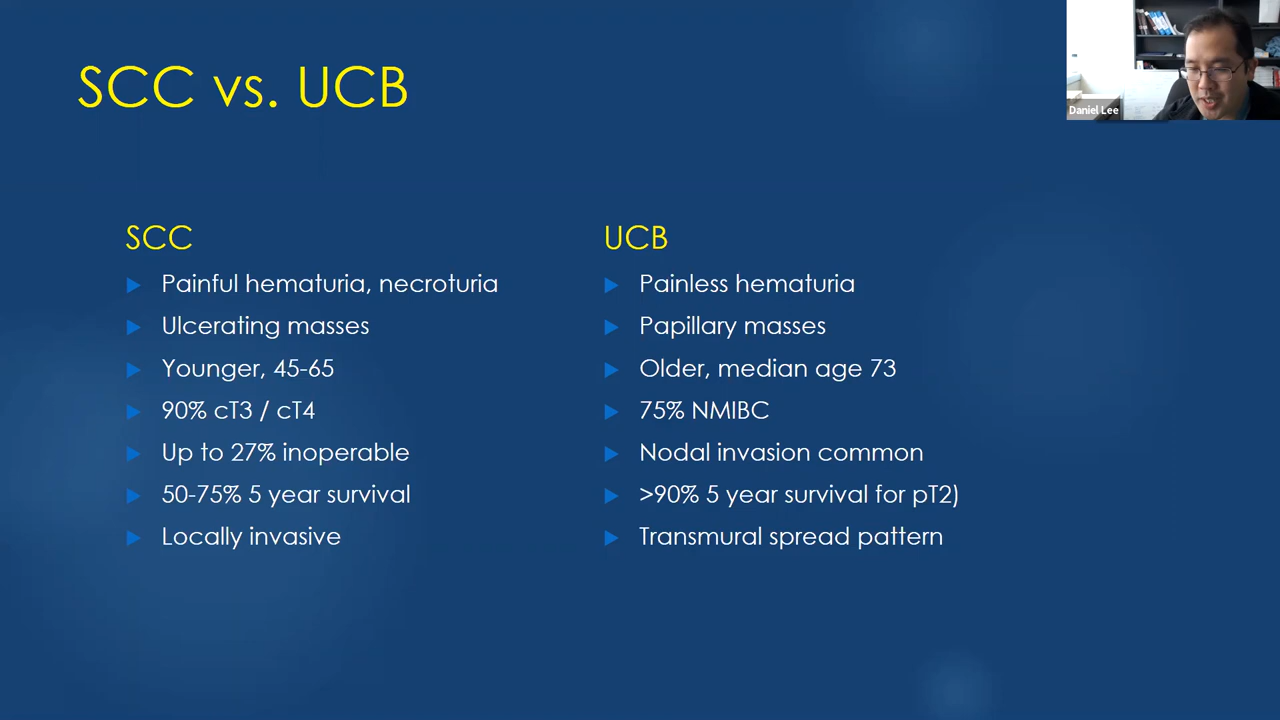 SCC vs. UCB
Daniel Lee
SCC
Painful hematuria, necroturia
Ulcerating masses
Younger, 45-65
90% cT3 / cT4
Up to 27% inoperable
50-75% 5 year survival
Locally invasive
UCB
Painless hematuria
Papillary masses
Older, median age 73
75% NMIBC
Nodal invasion common
>90% 5 year survival for pT2)
Transmural spread pattern